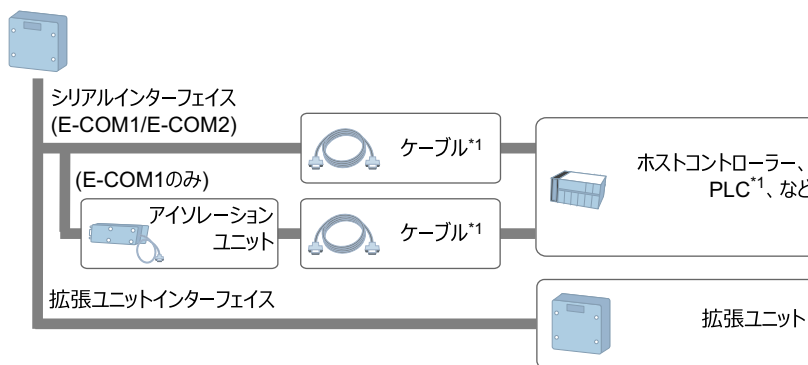 シリアルインターフェイス
(E-COM1/E-COM2)
ケーブル*1
ホストコントローラー、
PLC*1、など
(E-COM1のみ)
アイソレーション
ユニット
ケーブル*1
拡張ユニットインターフェイス
拡張ユニット